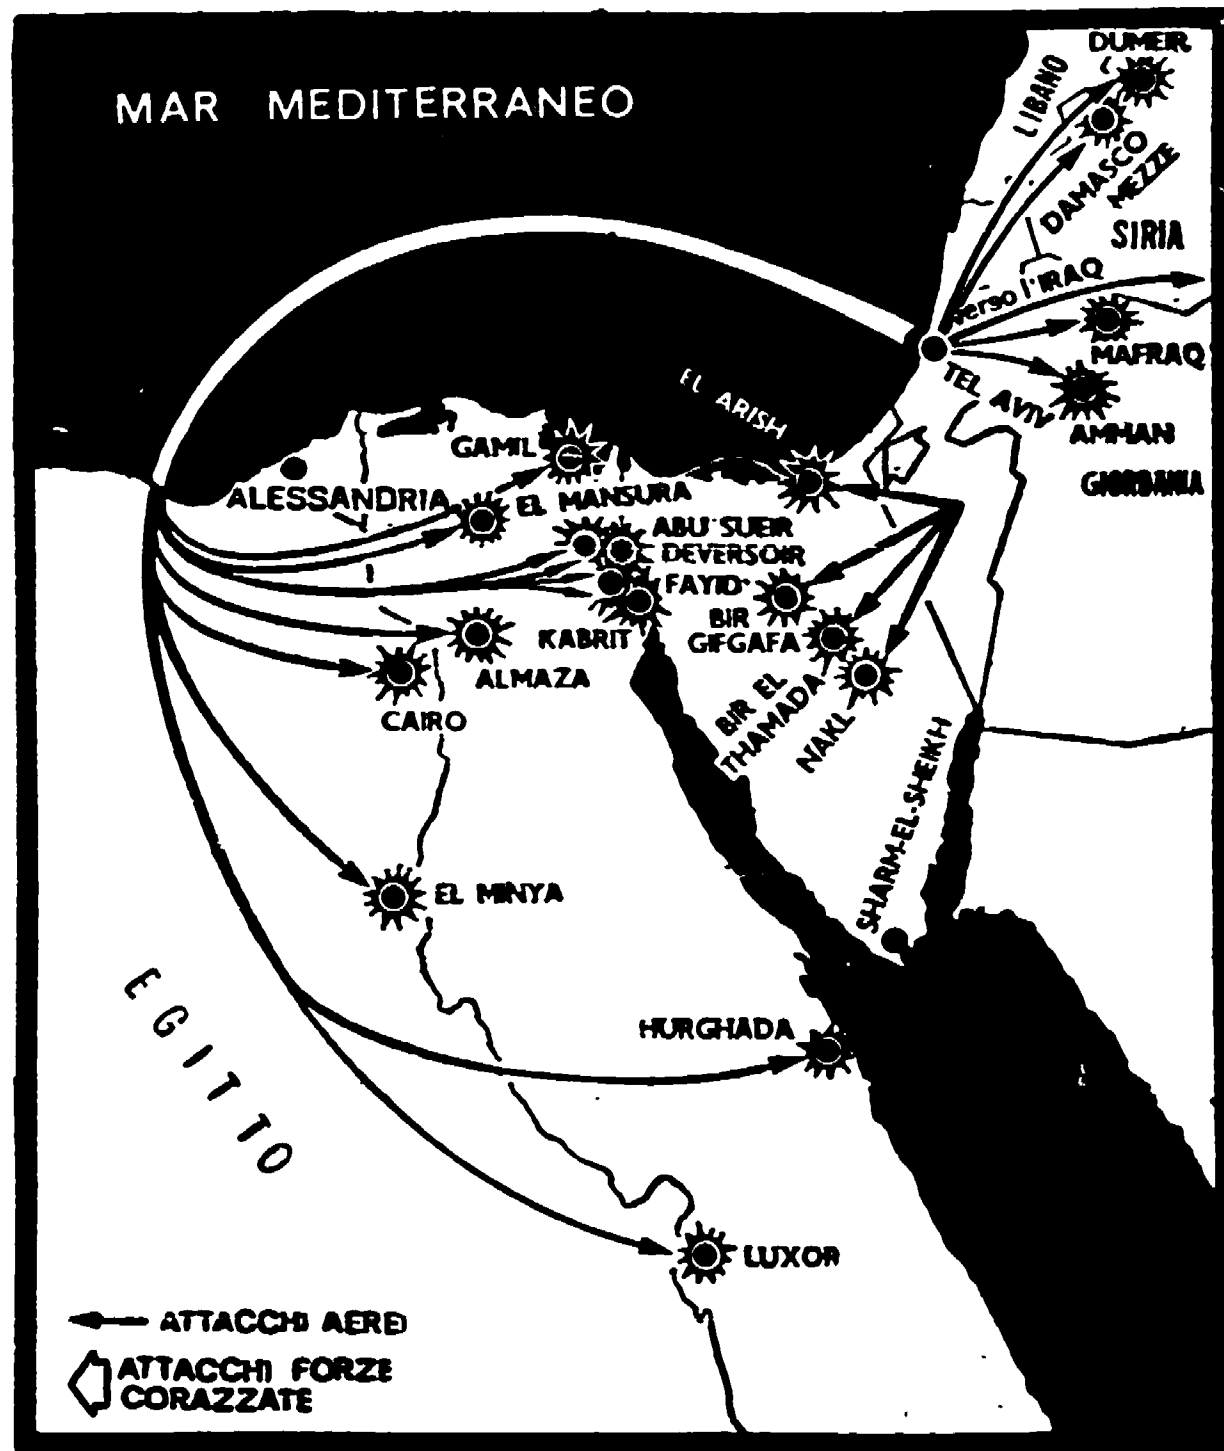 DUMEIR
MAR MEDITERRANEO
LIBANO
DAMASCO
MEZZE
SIRIA
verso l'IRAQ
MAFRAQ
TEL AVIV
EL ARISH
AMMAN
GIORDANIA
GAMIL
ALESSANDRIA
EL MANSURA
ABU SUEIR
DEVERSOIR
FAYID
KABRIT
BIR
GIFGAFA
ALMAZA
CAIRO
BIR EL
THAMADA
NAKL
SHARM-EL-SHEIKH
EL MINYA
EGITTO
HURGHADA
LUXOR
ATTACCHI AEREI
ATTACCHI FORZE
CORAZZATE